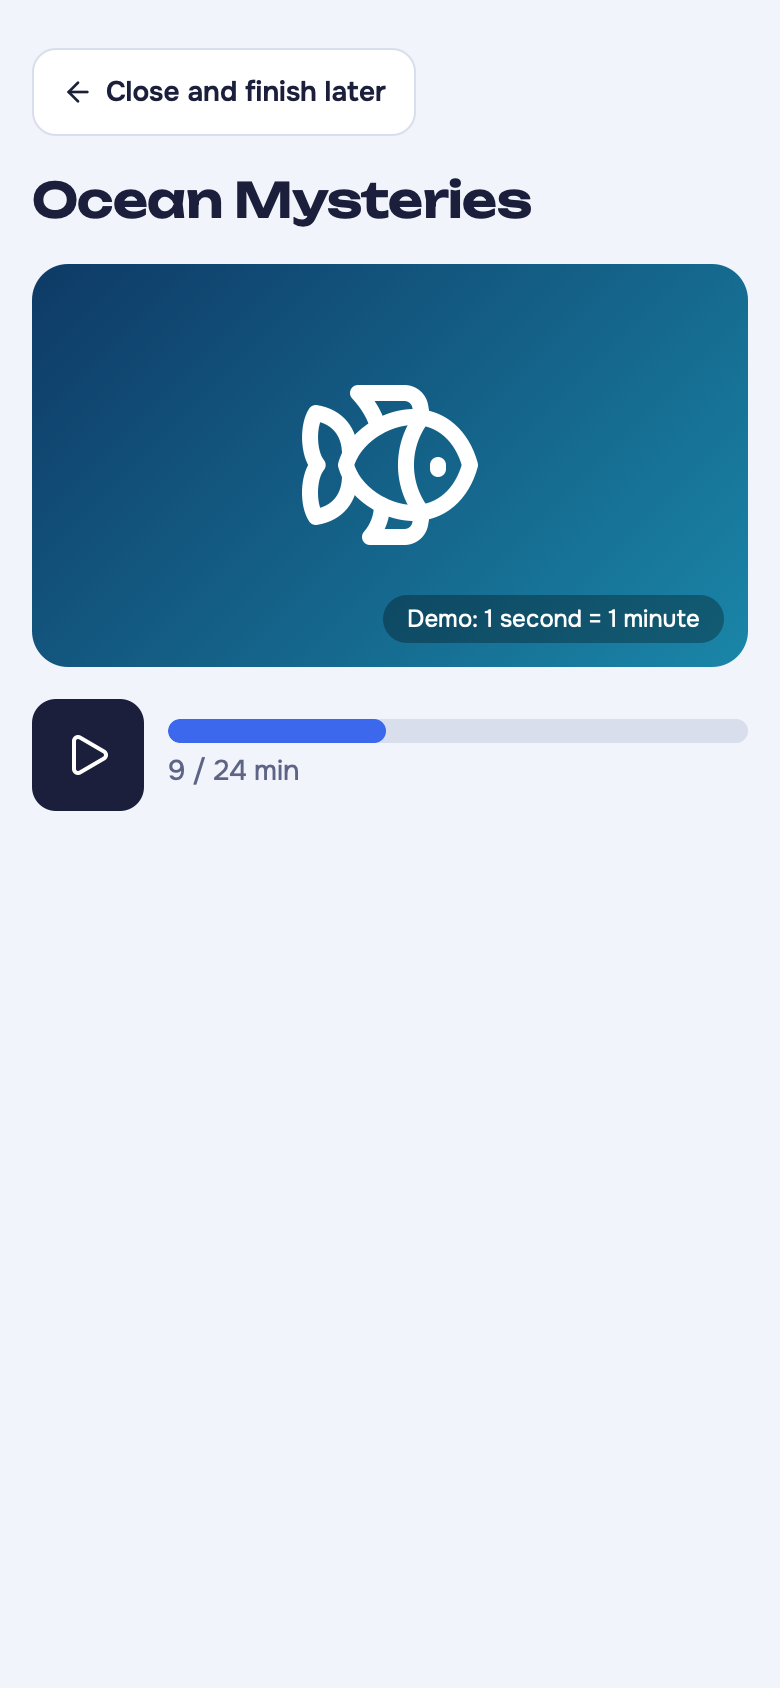 Close and finish later
Ocean Mysteries
Demo: 1 second = 1 minute
9 / 24 min